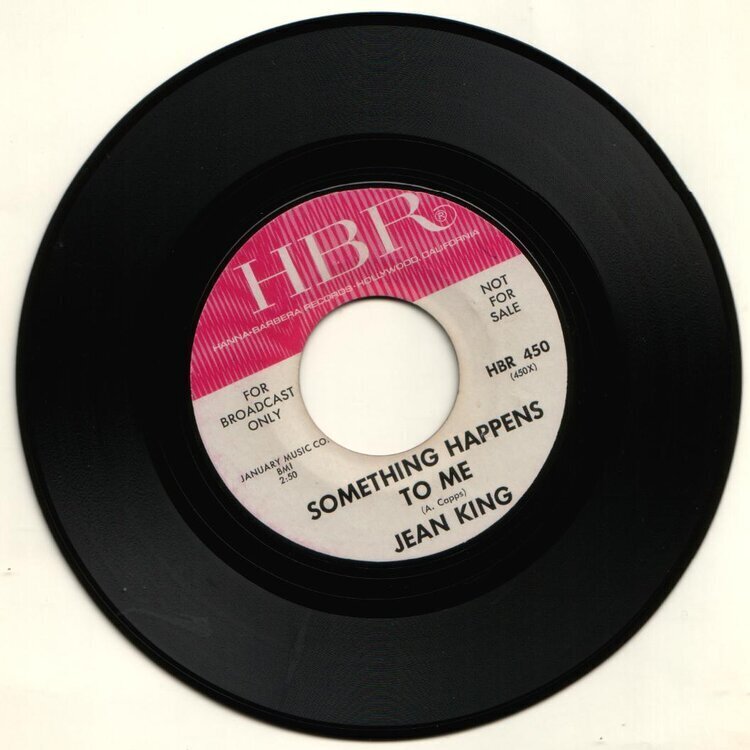 HBR®
HANNA-BARBERA RECORDS • HOLLYWOOD, CALIFORNIA
NOT
FOR
SALE
HBR 450
(450X)
FOR
BROADCAST
ONLY
JANUARY MUSIC CO.
BMI
2:50
SOMETHING HAPPENS
TO ME
(A. Capps)
JEAN KING